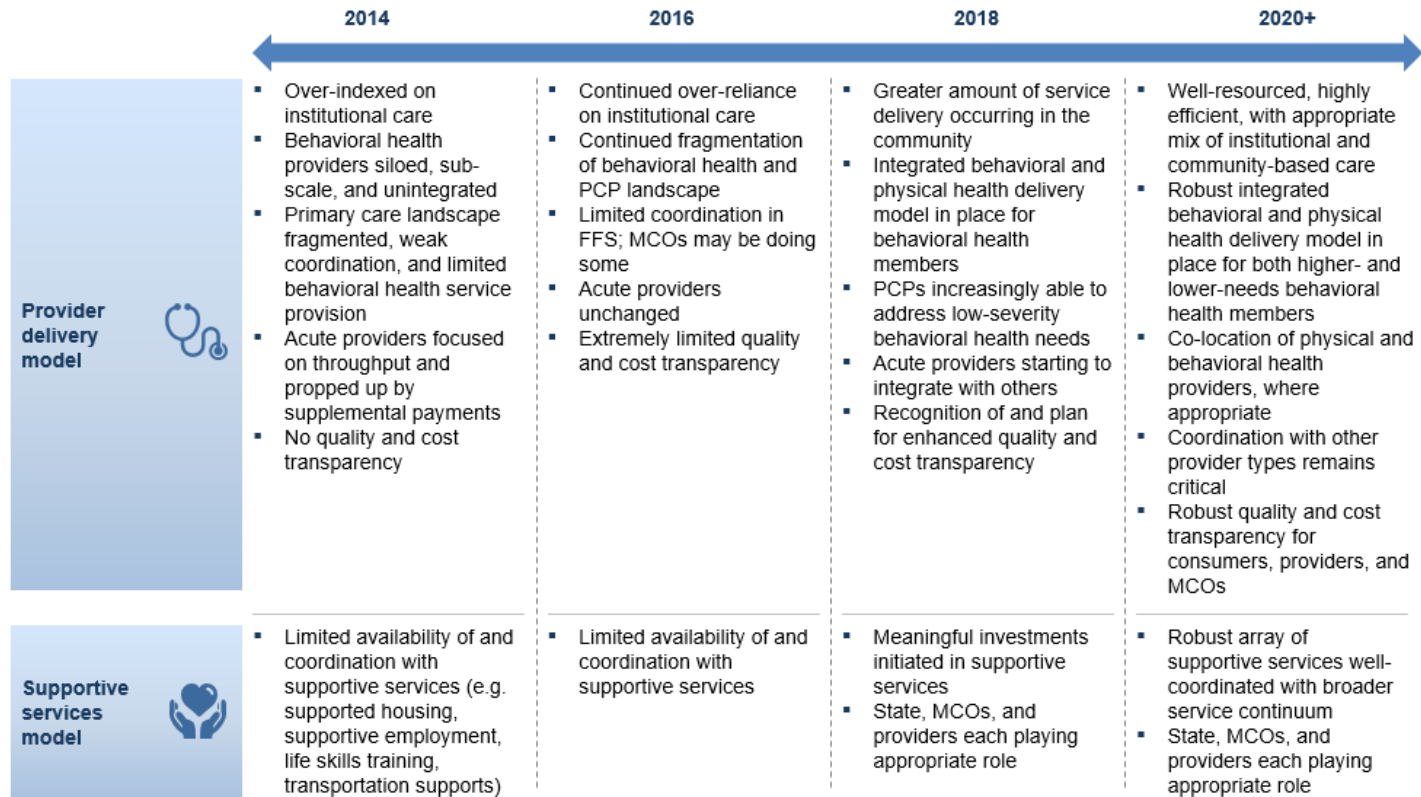 2014
2016
2018
2020+
Provider
delivery
model
▪ Over-indexed on
institutional care
▪ Behavioral health
providers siloed, sub-
scale, and unintegrated
▪ Primary care landscape
fragmented, weak
coordination, and limited
behavioral health service
provision
▪ Acute providers focused
on throughput and
propped up by
supplemental payments
▪ No quality and cost
transparency
▪ Continued over-reliance
on institutional care
▪ Continued fragmentation
of behavioral health and
PCP landscape
▪ Limited coordination in
FFS; MCOs may be doing
some
▪ Acute providers
unchanged
▪ Extremely limited quality
and cost transparency
▪ Greater amount of service
delivery occurring in the
community
▪ Integrated behavioral and
physical health delivery
model in place for
behavioral health
members
▪ PCPs increasingly able to
address low-severity
behavioral health needs
▪ Acute providers starting to
integrate with others
▪ Recognition of and plan
for enhanced quality and
cost transparency
▪ Well-resourced, highly
efficient, with appropriate
mix of institutional and
community-based care
▪ Robust integrated
behavioral and physical
health delivery model in
place for both higher- and
lower-needs behavioral
health members
▪ Co-location of physical and
behavioral health
providers, where
appropriate
▪ Coordination with other
provider types remains
critical
▪ Robust quality and cost
transparency for
consumers, providers, and
MCOs
Supportive
services
model
▪ Limited availability of and
coordination with
supportive services (e.g.
supported housing,
supportive employment,
life skills training,
transportation supports)
▪ Limited availability of and
coordination with
supportive services
▪ Meaningful investments
initiated in supportive
services
▪ State, MCOs, and
providers each playing
appropriate role
▪ Robust array of
supportive services well-
coordinated with broader
service continuum
▪ State, MCOs, and
providers each playing
appropriate role